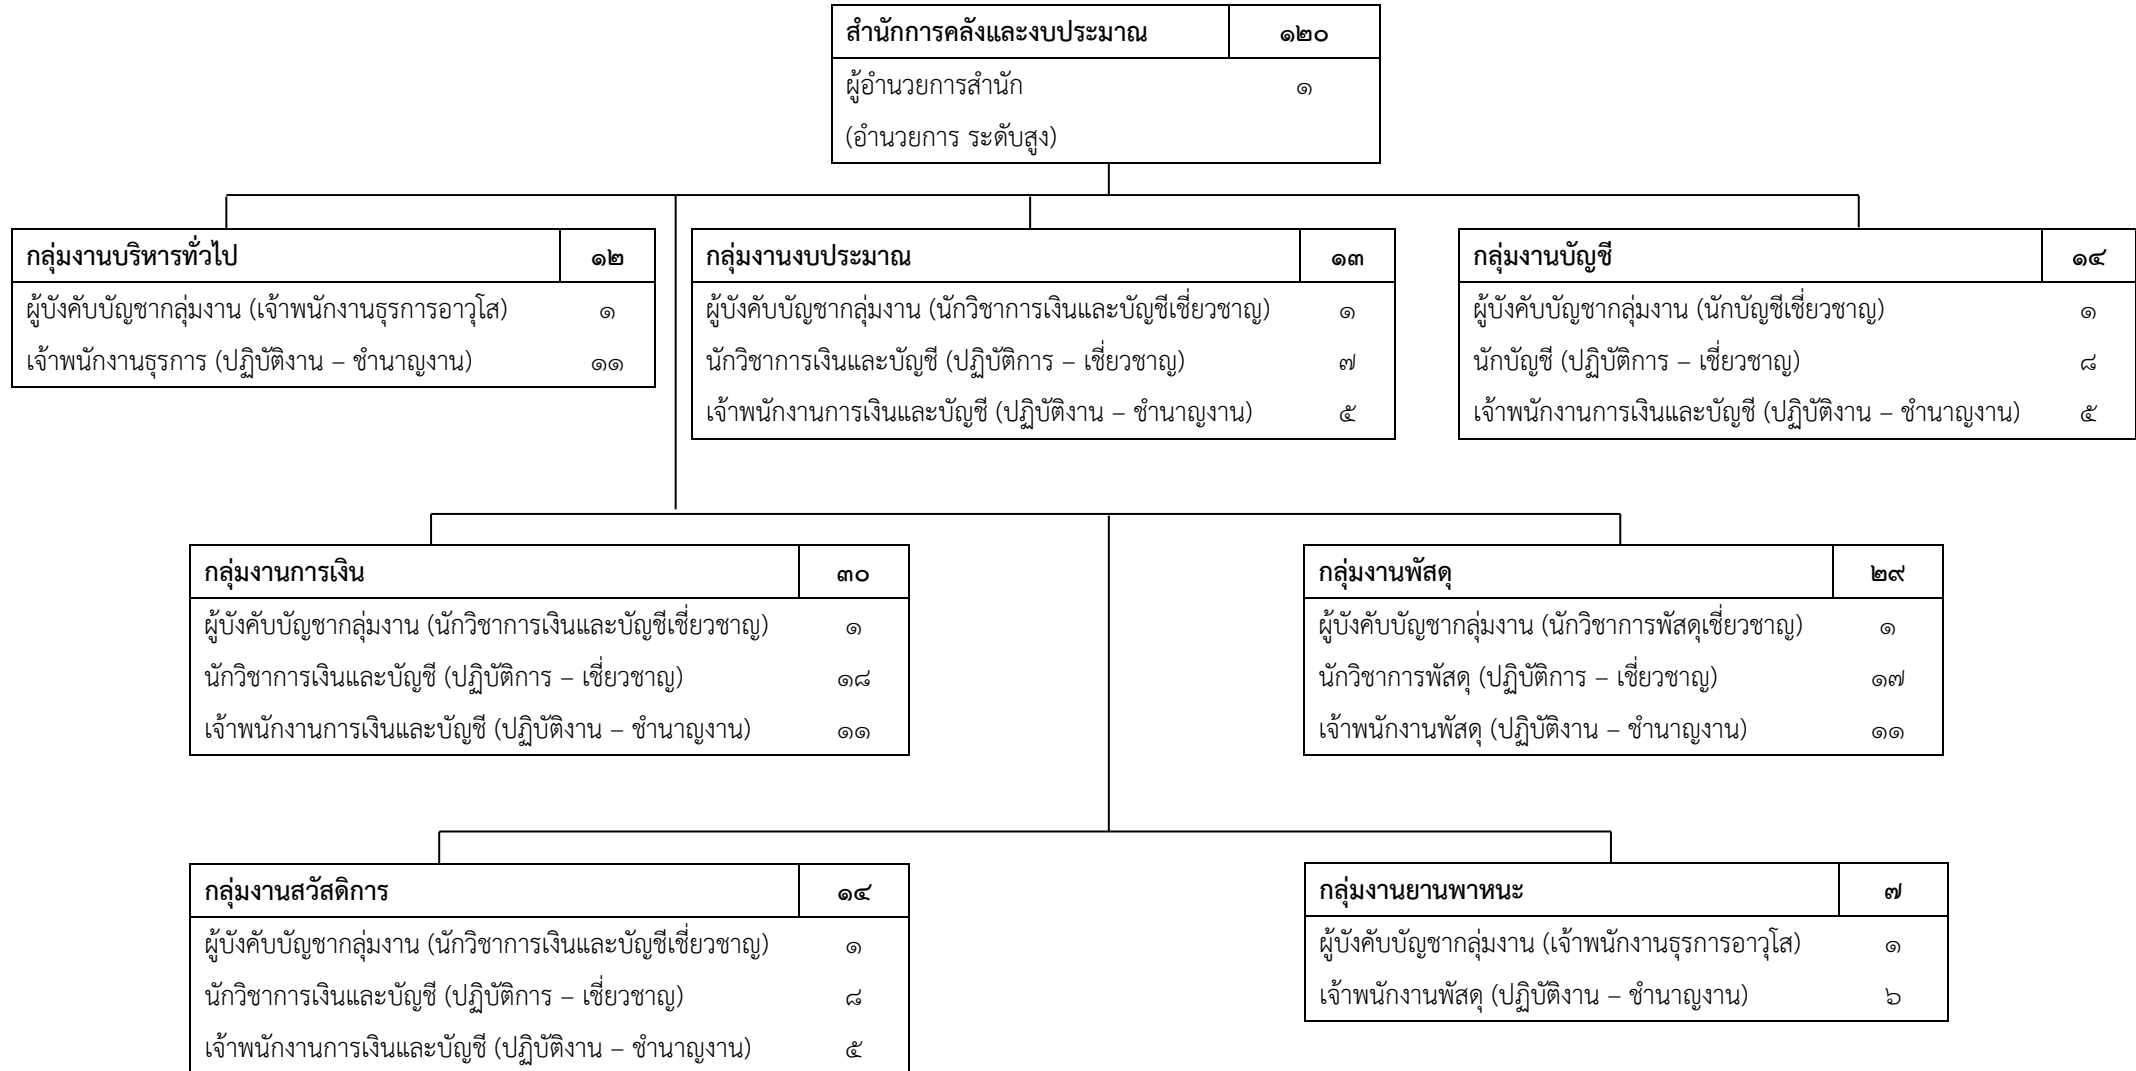 สำนักการคลังและงบประมาณ ๑๒๐
ผู้อำนวยการสำนัก ๑
(อำนวยการ ระดับสูง)
กลุ่มงานบริหารทั่วไป ๑๒
ผู้บังคับบัญชากลุ่มงาน (เจ้าพนักงานธุรการอาวุโส) ๑
เจ้าพนักงานธุรการ (ปฏิบัติงาน – ชำนาญงาน) ๑๑
กลุ่มงานงบประมาณ ๑๓
ผู้บังคับบัญชากลุ่มงาน (นักวิชาการเงินและบัญชีเชี่ยวชาญ) ๑
นักวิชาการเงินและบัญชี (ปฏิบัติการ – เชี่ยวชาญ) ๗
เจ้าพนักงานการเงินและบัญชี (ปฏิบัติงาน – ชำนาญงาน) ๕
กลุ่มงานบัญชี ๑๔
ผู้บังคับบัญชากลุ่มงาน (นักบัญชีเชี่ยวชาญ) ๑
นักบัญชี (ปฏิบัติการ – เชี่ยวชาญ) ๘
เจ้าพนักงานการเงินและบัญชี (ปฏิบัติงาน – ชำนาญงาน) ๕
กลุ่มงานการเงิน ๓๐
ผู้บังคับบัญชากลุ่มงาน (นักวิชาการเงินและบัญชีเชี่ยวชาญ) ๑
นักวิชาการเงินและบัญชี (ปฏิบัติการ – เชี่ยวชาญ) ๑๘
เจ้าพนักงานการเงินและบัญชี (ปฏิบัติงาน – ชำนาญงาน) ๑๑
กลุ่มงานพัสดุ ๒๙
ผู้บังคับบัญชากลุ่มงาน (นักวิชาการพัสดุเชี่ยวชาญ) ๑
นักวิชาการพัสดุ (ปฏิบัติการ – เชี่ยวชาญ) ๑๗
เจ้าพนักงานพัสดุ (ปฏิบัติงาน – ชำนาญงาน) ๑๑
กลุ่มงานสวัสดิการ ๑๔
ผู้บังคับบัญชากลุ่มงาน (นักวิชาการเงินและบัญชีเชี่ยวชาญ) ๑
นักวิชาการเงินและบัญชี (ปฏิบัติการ – เชี่ยวชาญ) ๘
เจ้าพนักงานการเงินและบัญชี (ปฏิบัติงาน – ชำนาญงาน) ๕
กลุ่มงานยานพาหนะ ๗
ผู้บังคับบัญชากลุ่มงาน (เจ้าพนักงานธุรการอาวุโส) ๑
เจ้าพนักงานพัสดุ (ปฏิบัติงาน – ชำนาญงาน) ๖